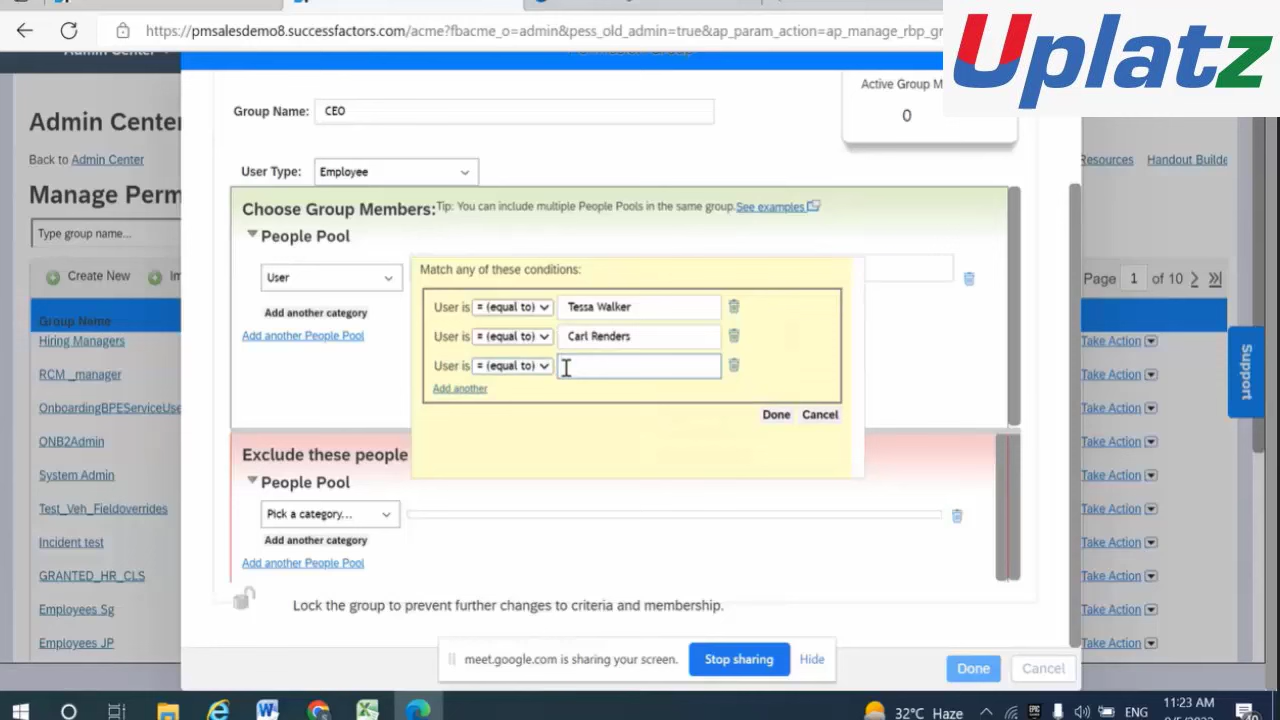 https://pmsalesdemo8.successfactors.com/acme?fbacme_o=admin&pess_old_admin=true&ap_param_action=ap_manage_rbp_gr
Uplatz
Admin Center
Group Name: CEO
Active Group M
0
Admin Center
Back to Admin Center
Resources Handout Builde
User Type: Employee
Manage Perm
Choose Group Members: Tip: You can include multiple People Pools in the same group. See examples
Type group name...
People Pool
Match any of these conditions:
Create New Im
User
Page 1 of 10
User is = (equal to) Tessa Walker
Add another category
Group Name
Add another People Pool
User is = (equal to) Carl Renders
Hiring Managers
Take Action
User is = (equal to)
RCM_manager
Take Action
Add another
OnboardingBPEServiceUse
Take Action
Done Cancel
ONB2Admin
Take Action
Exclude these people
System Admin
Take Action
People Pool
Test_Veh_Fieldoverrides
Take Action
Pick a category...
Incident test
Take Action
Add another category
Add another People Pool
GRANTED_HR_CLS
Take Action
Employees Sg
Take Action
Lock the group to prevent further changes to criteria and membership.
Employees JP
Take Action
Support
meet.google.com is sharing your screen. Stop sharing Hide
Done Cancel
32°C Haze
ENG
11:23 AM